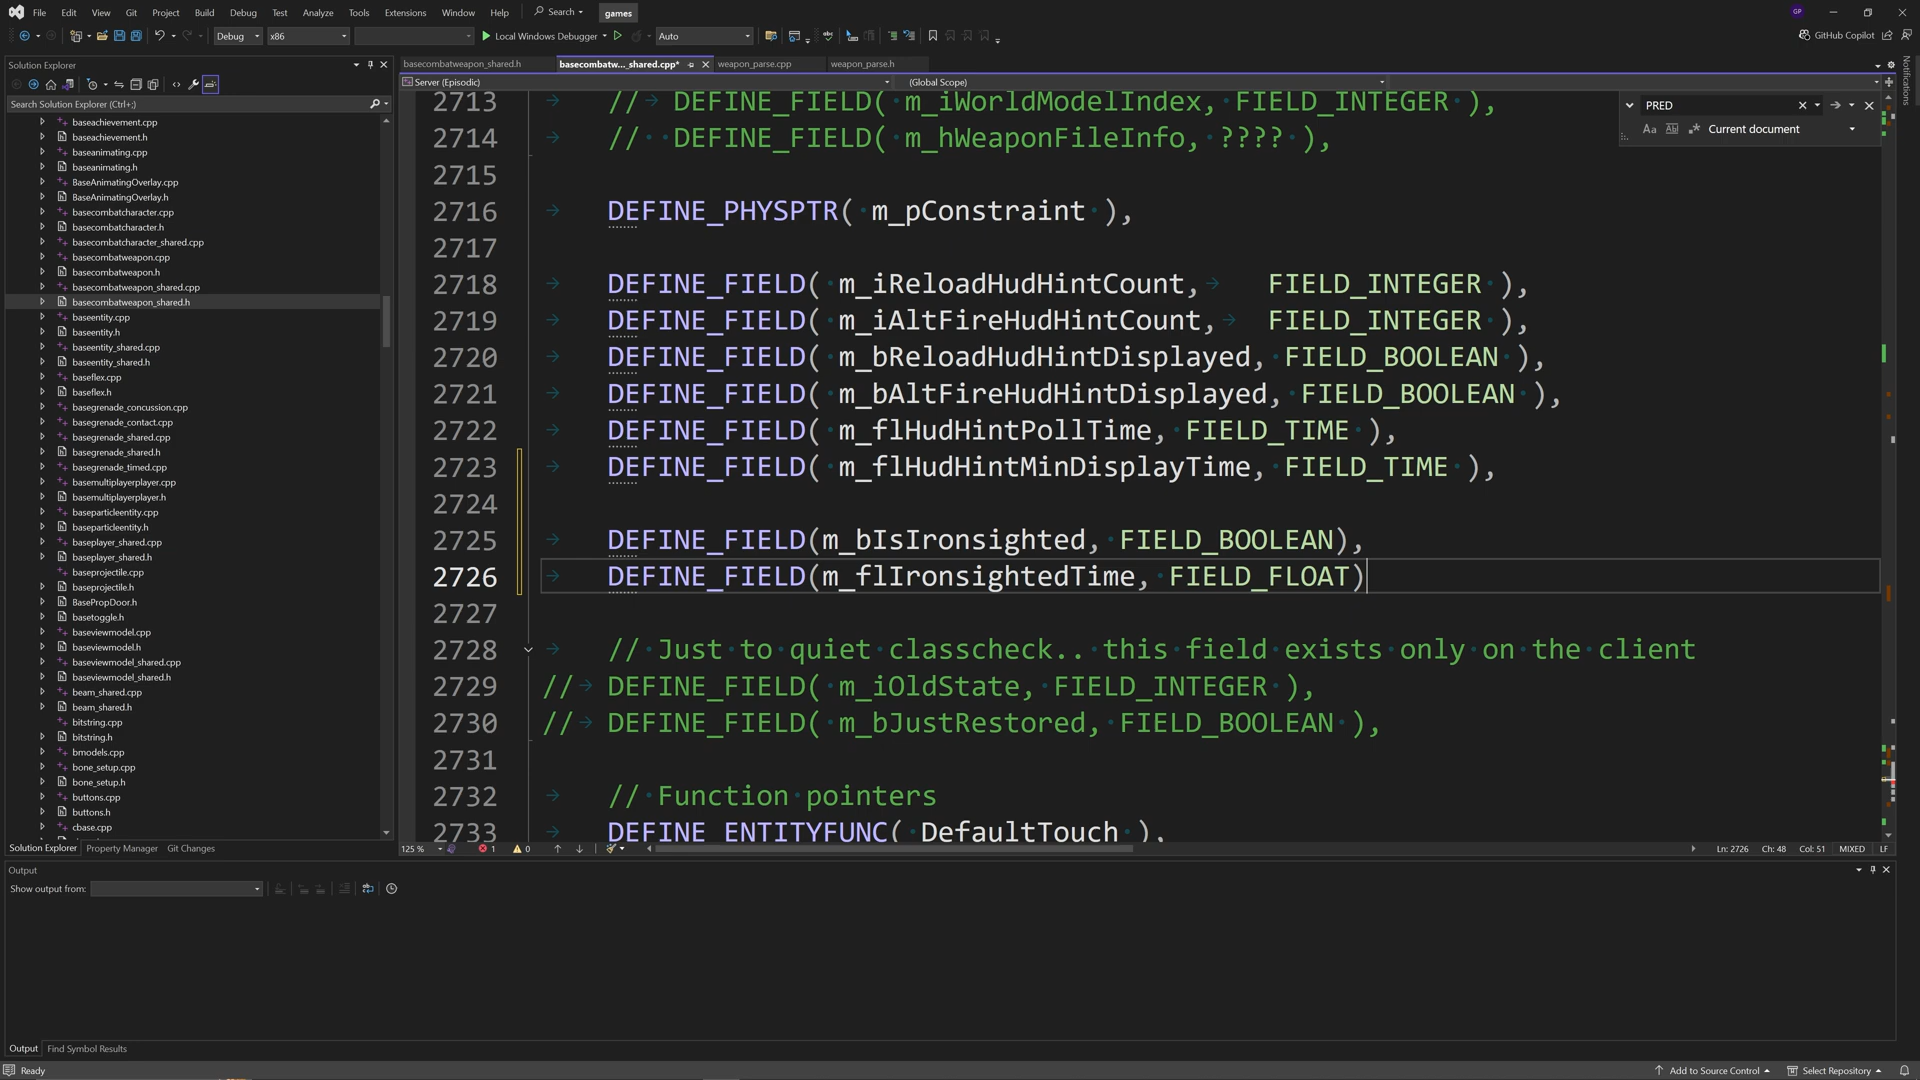 File Edit View Git Project Build Debug Test Analyze Tools Extensions Window Help Search games GP
Debug x86 Local Windows Debugger Auto GitHub Copilot
Solution Explorer
Search Solution Explorer (Ctrl+;)
baseachievement.cpp
baseachievement.h
baseanimating.cpp
baseanimating.h
BaseAnimatingOverlay.cpp
BaseAnimatingOverlay.h
basecombatcharacter.cpp
basecombatcharacter.h
basecombatcharacter_shared.cpp
basecombatweapon.cpp
basecombatweapon.h
basecombatweapon_shared.cpp
basecombatweapon_shared.h
baseentity.cpp
baseentity.h
baseentity_shared.cpp
baseentity_shared.h
baseflex.cpp
baseflex.h
basegrenade_concussion.cpp
basegrenade_contact.cpp
basegrenade_shared.cpp
basegrenade_shared.h
basegrenade_timed.cpp
basemultiplayerplayer.cpp
basemultiplayerplayer.h
baseparticleentity.cpp
baseparticleentity.h
baseplayer_shared.cpp
baseplayer_shared.h
baseprojectile.cpp
baseprojectile.h
BasePropDoor.h
basetoggle.h
baseviewmodel.cpp
baseviewmodel.h
baseviewmodel_shared.cpp
baseviewmodel_shared.h
beam_shared.cpp
beam_shared.h
bitstring.cpp
bitstring.h
bmodels.cpp
bone_setup.cpp
bone_setup.h
buttons.cpp
buttons.h
cbase.cpp
Solution Explorer Property Manager Git Changes
basecombatweapon_shared.h basecombatw..._shared.cpp* weapon_parse.cpp weapon_parse.h
Server (Episodic) (Global Scope)
PRED
Aa Ab Current document
Notifications
2713 // DEFINE_FIELD( m_iWorldModelIndex, FIELD_INTEGER ),
2714 // DEFINE_FIELD( m_hWeaponFileInfo, ???? ),
2715
2716 DEFINE_PHYSPTR( m_pConstraint ),
2717
2718 DEFINE_FIELD( m_iReloadHudHintCount, FIELD_INTEGER ),
2719 DEFINE_FIELD( m_iAltFireHudHintCount, FIELD_INTEGER ),
2720 DEFINE_FIELD( m_bReloadHudHintDisplayed, FIELD_BOOLEAN ),
2721 DEFINE_FIELD( m_bAltFireHudHintDisplayed, FIELD_BOOLEAN ),
2722 DEFINE_FIELD( m_flHudHintPollTime, FIELD_TIME ),
2723 DEFINE_FIELD( m_flHudHintMinDisplayTime, FIELD_TIME ),
2724
2725 DEFINE_FIELD(m_bIsIronsighted, FIELD_BOOLEAN),
2726 DEFINE_FIELD(m_flIronsightedTime, FIELD_FLOAT)
2727
2728 // Just to quiet classcheck.. this field exists only on the client
2729 // DEFINE_FIELD( m_iOldState, FIELD_INTEGER ),
2730 // DEFINE_FIELD( m_bJustRestored, FIELD_BOOLEAN ),
2731
2732 // Function pointers
2733 DEFINE_ENTITYFUNC( DefaultTouch ),
125 % 1 0 Ln: 2726 Ch: 48 Col: 51 MIXED LF
Output
Show output from:
Output Find Symbol Results
Ready Add to Source Control Select Repository